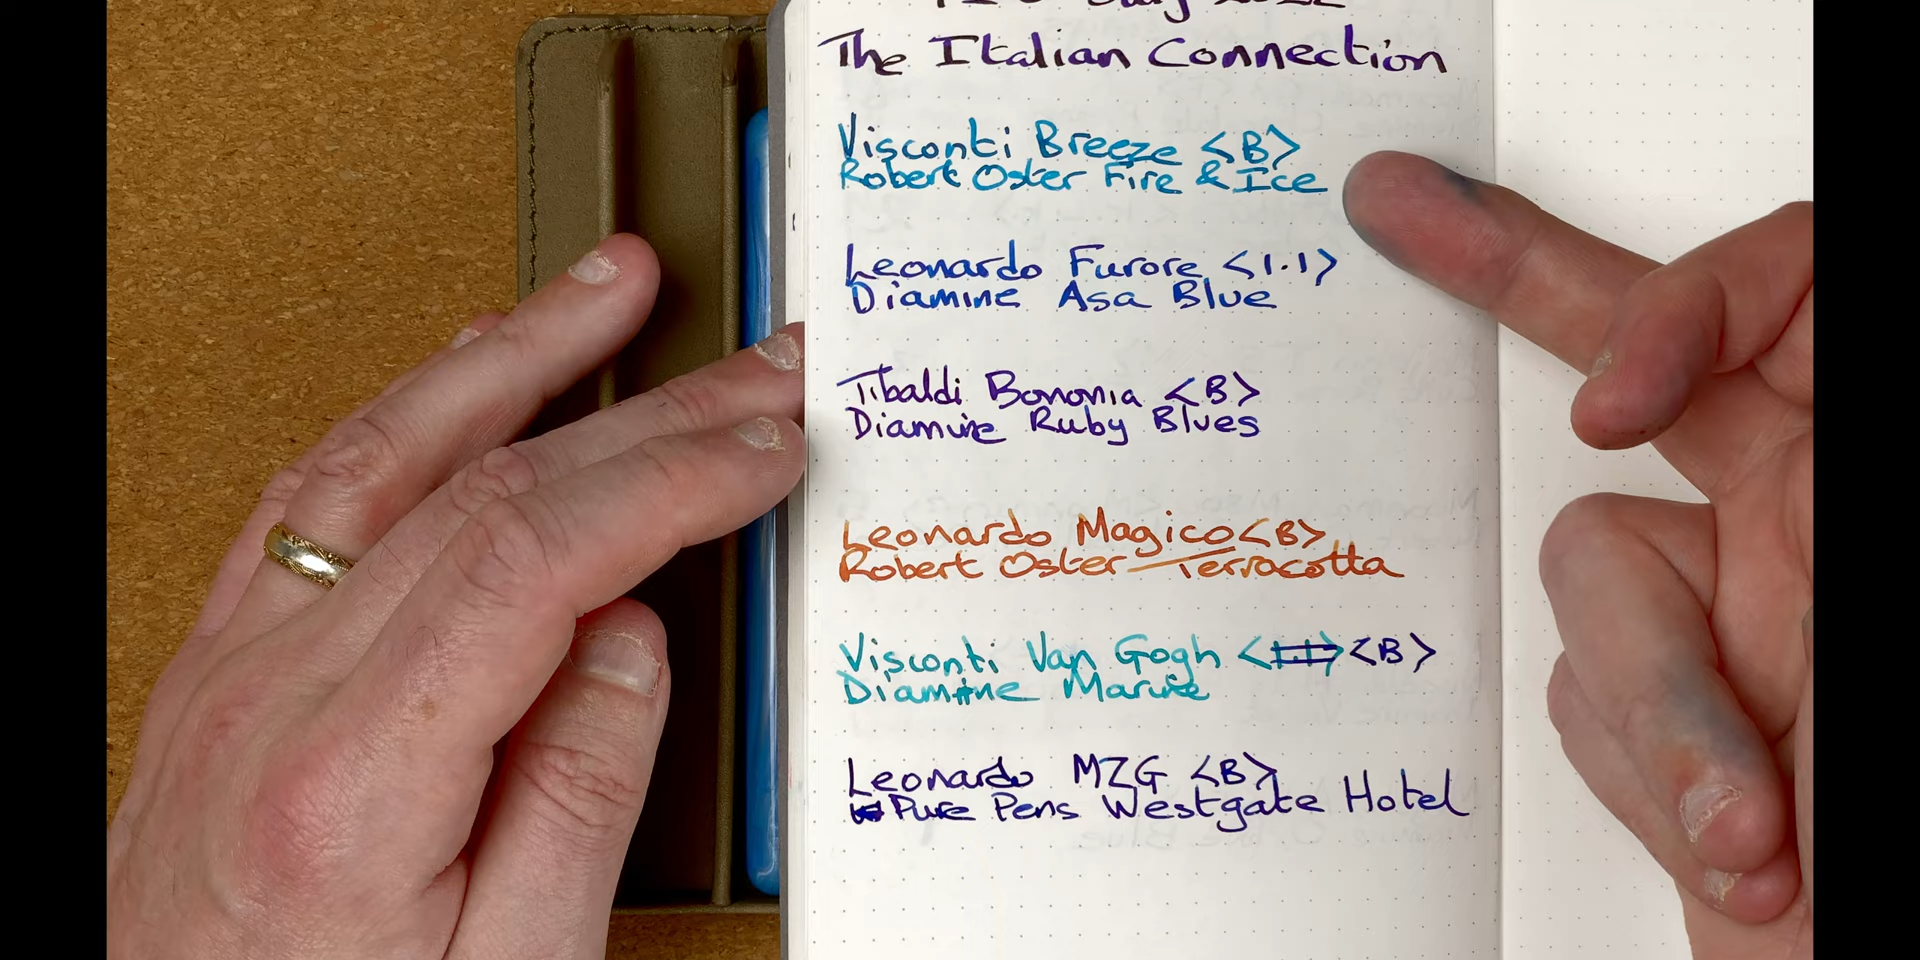 The Italian Connection
Visconti Breeze <B>
Robert Oster Fire & Ice
Leonardo Furore <1.1>
Diamine Asa Blue
Tibaldi Bononia <B>
Diamine Ruby Blues
Leonardo Magico <B>
Robert Oster Terracotta
Visconti Van Gogh <B>
Diamine Marine
Leonardo MZG <B>
Pure Pens Westgate Hotel